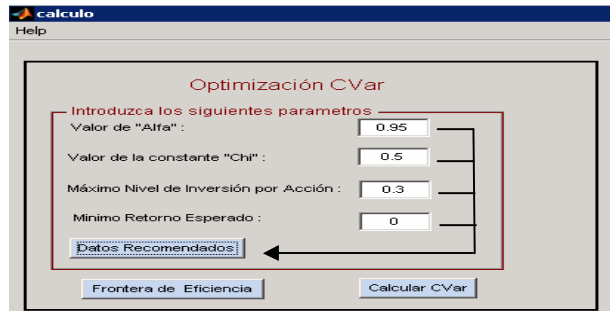 calculo
Help
Optimización CVar
Introduzca los siguientes parametros
Valor de "Alfa" : 0.95
Valor de la constante "Chi" : 0.5
Máximo Nivel de Inversión por Acción : 0.3
Minimo Retorno Esperado : 0
Datos Recomendados
Frontera de Eficiencia Calcular CVar